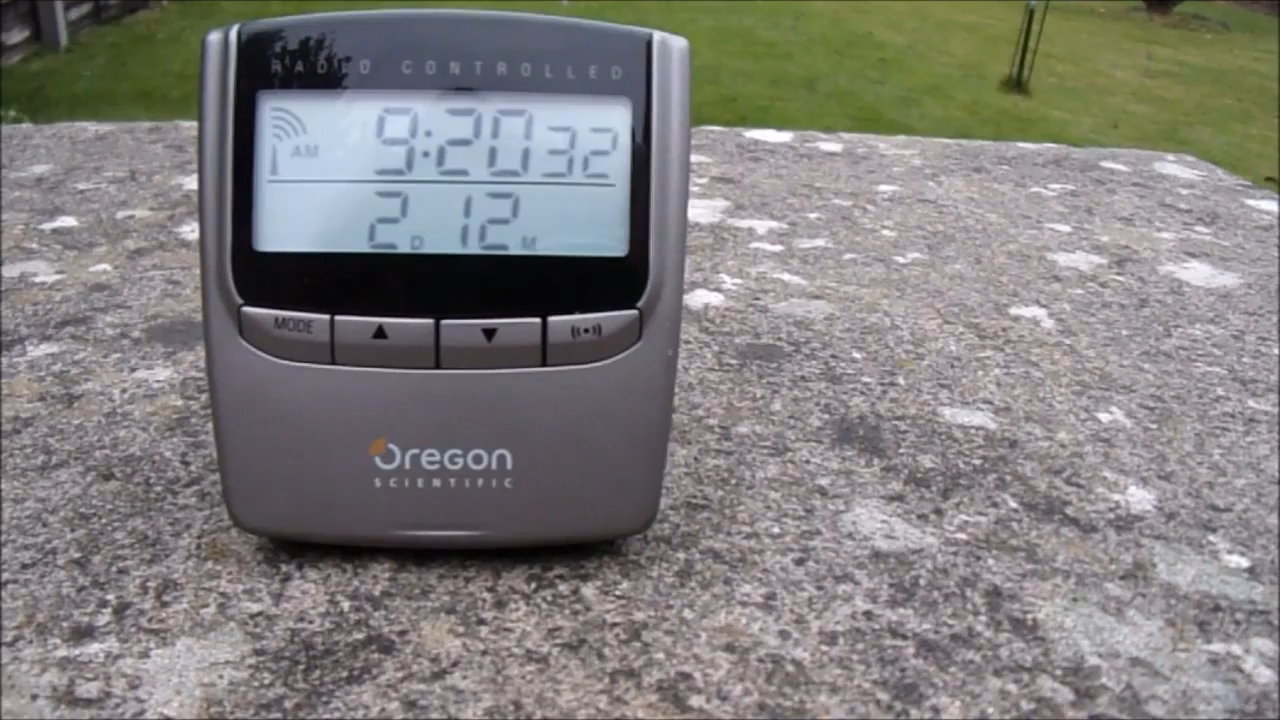 RADIO CONTROLLED
AM 9:20 32
2 D 12 M
MODE
Oregon
SCIENTIFIC